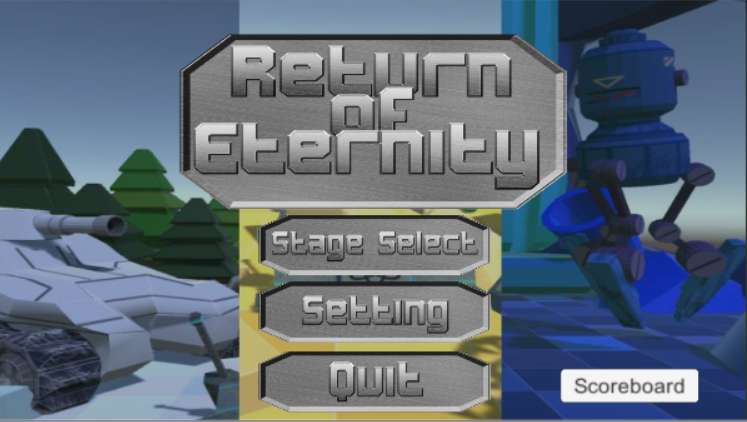 Return
of
Eternity
Stage Select
Setting
Quit
Scoreboard